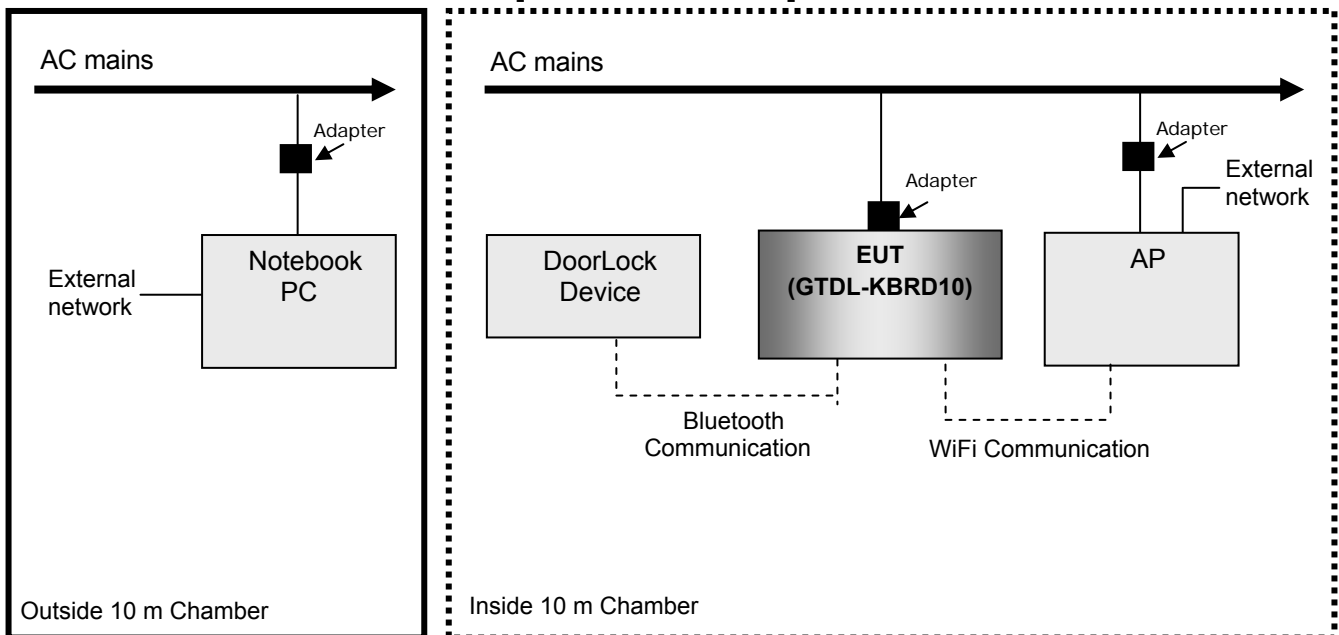 AC mains
Adapter
Notebook
PC
External
network
Outside 10 m Chamber
AC mains
Adapter
Adapter
External
network
DoorLock
Device
EUT
(GTDL-KBRD10)
AP
Bluetooth
Communication
WiFi Communication
Inside 10 m Chamber